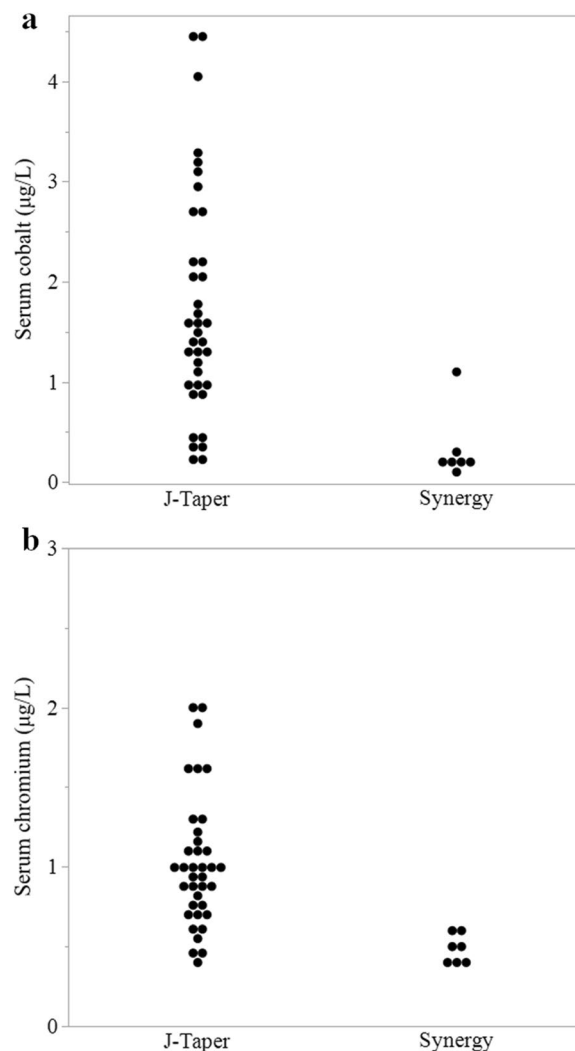 a
Serum cobalt (µg/L)
4
3
2
1
0
J-Taper Synergy
b
Serum chromium (µg/L)
3
2
1
0
J-Taper Synergy